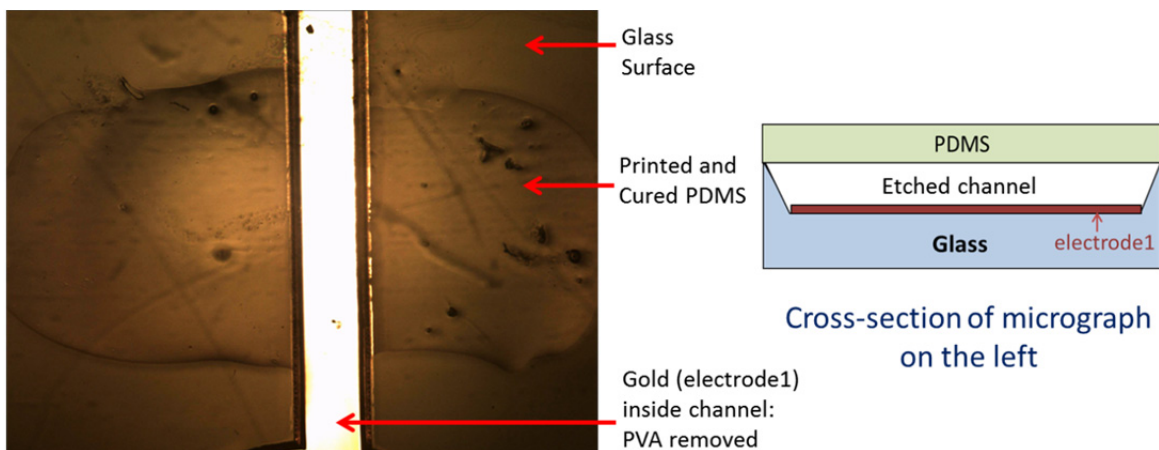 Glass
Surface
Printed and
Cured PDMS
Gold (electrode1)
inside channel:
PVA removed
PDMS
Etched channel
Glass
electrode1
Cross-section of micrograph
on the left